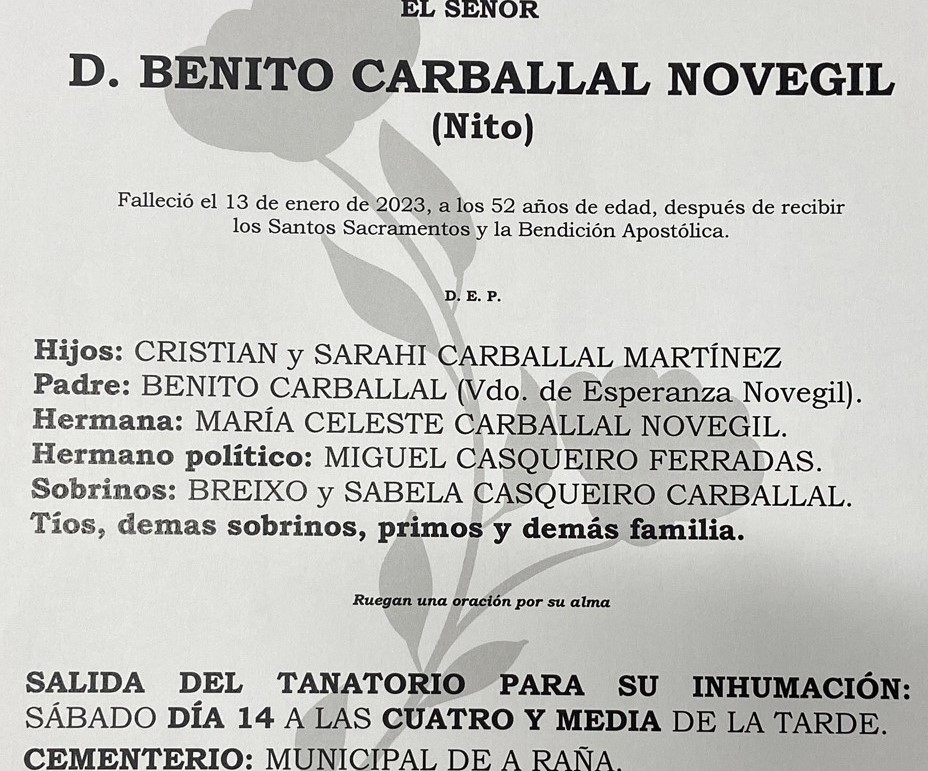 EL SEÑOR
D. BENITO CARBALLAL NOVEGIL
(Nito)
Falleció el 13 de enero de 2023, a los 52 años de edad, después de recibir
los Santos Sacramentos y la Bendición Apostólica.
D. E. P.
Hijos: CRISTIAN y SARAHI CARBALLAL MARTÍNEZ
Padre: BENITO CARBALLAL (Vdo. de Esperanza Novegil).
Hermana: MARÍA CELESTE CARBALLAL NOVEGIL.
Hermano político: MIGUEL CASQUEIRO FERRADAS.
Sobrinos: BREIXO y SABELA CASQUEIRO CARBALLAL.
Tíos, demas sobrinos, primos y demás familia.
Ruegan una oración por su alma
SALIDA DEL TANATORIO PARA SU INHUMACIÓN:
SÁBADO DÍA 14 A LAS CUATRO Y MEDIA DE LA TARDE.
CEMENTERIO: MUNICIPAL DE A RAÑA.